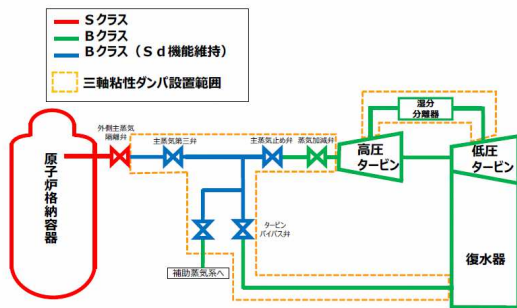 Sクラス
Bクラス
Bクラス（Sd機能維持）
三軸粘性ダンパ設置範囲
湿分
分離器
外側主蒸気
隔離弁
主蒸気第三弁
主蒸気止め弁
蒸気加減弁
高圧
タービン
低圧
タービン
原子炉格納容器
タービン
バイパス弁
補助蒸気系へ
復水器